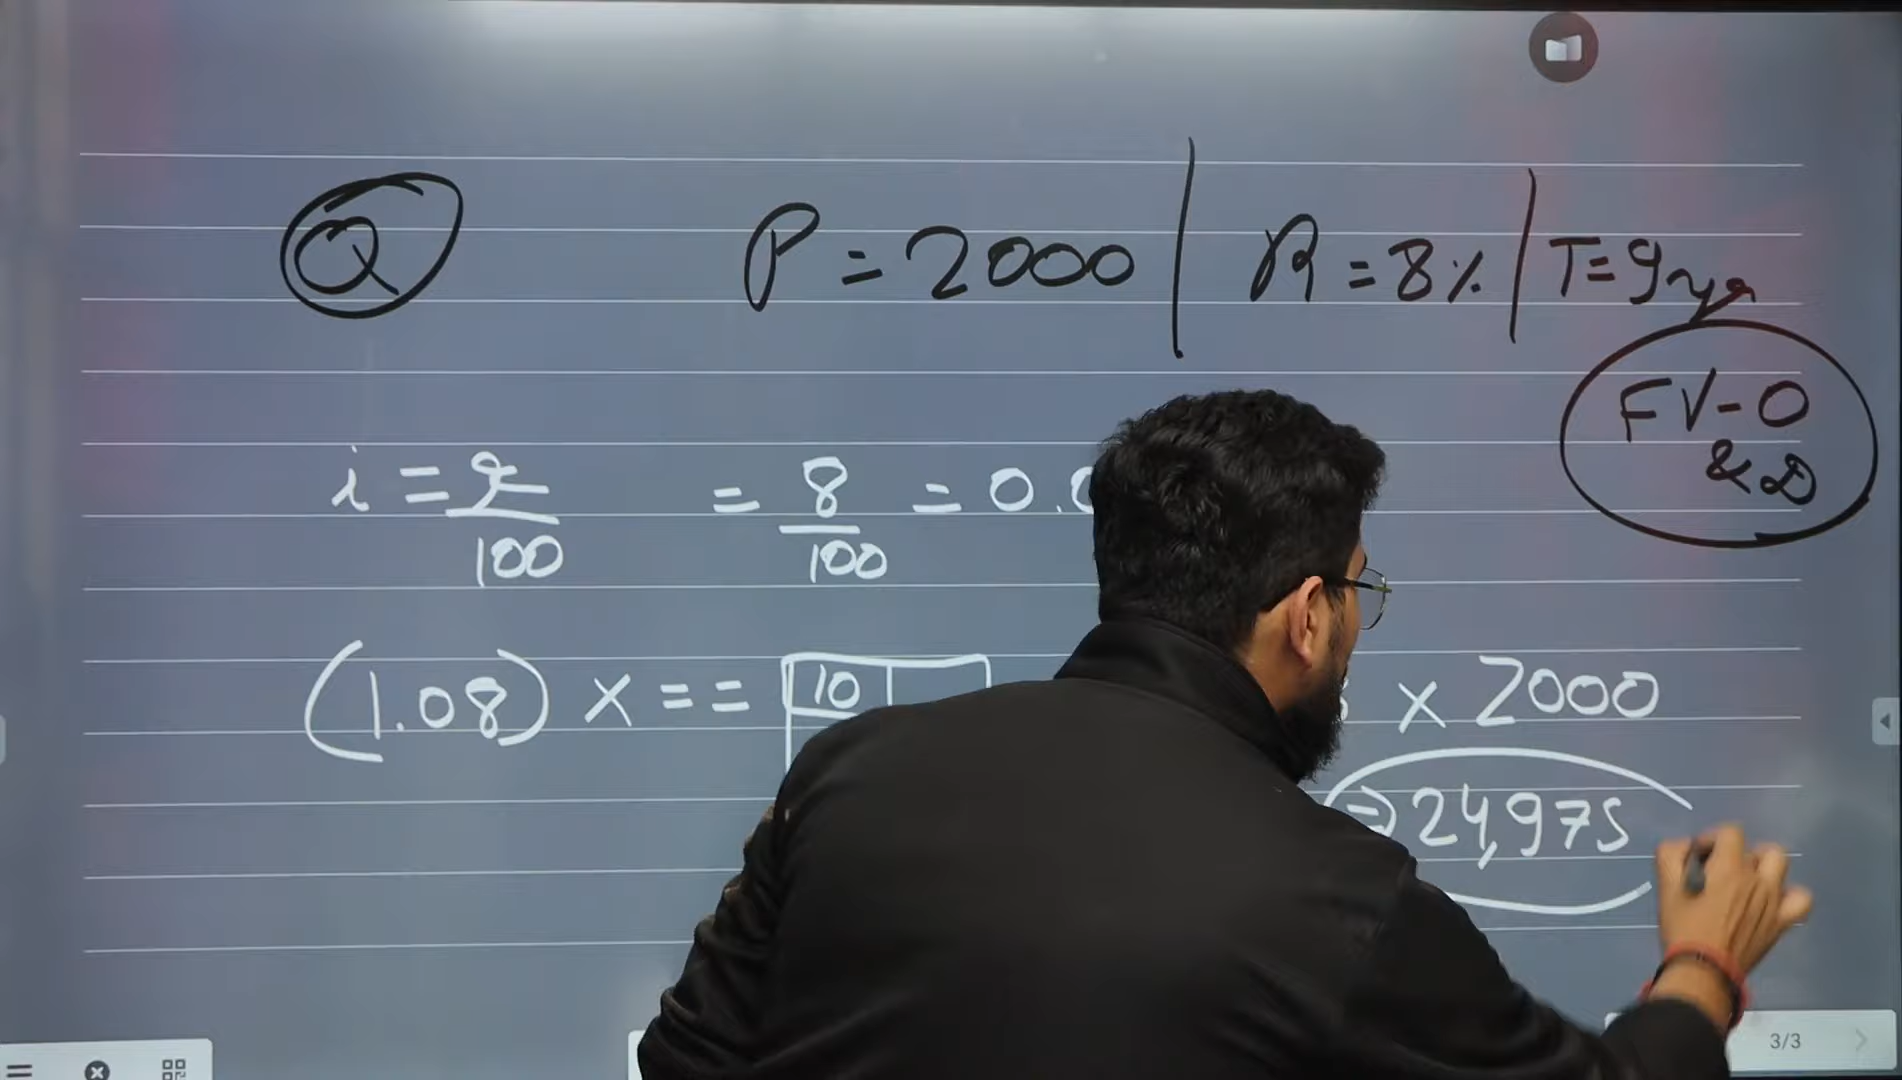 Q P = 2000 | R = 8% | T = 9 yr
FV - O
& D
i = r/100 = 8/100 = 0.0
(1.08) x = = 10 x 2000
⇒ 24,975
3/3